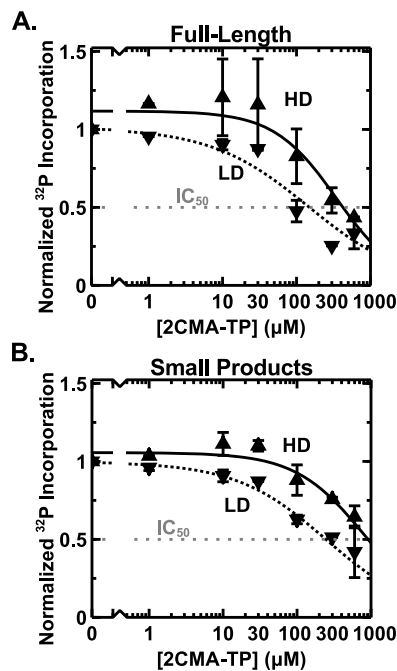 A.
Full-Length
Normalized ³²P Incorporation
1.5
1
0.5
0
HD
LD
IC₅₀
0 1 10 30 100 300 1000
[2CMA-TP] (µM)
B.
Small Products
Normalized ³²P Incorporation
1.5
1
0.5
0
HD
LD
IC₅₀
0 1 10 30 100 300 1000
[2CMA-TP] (µM)